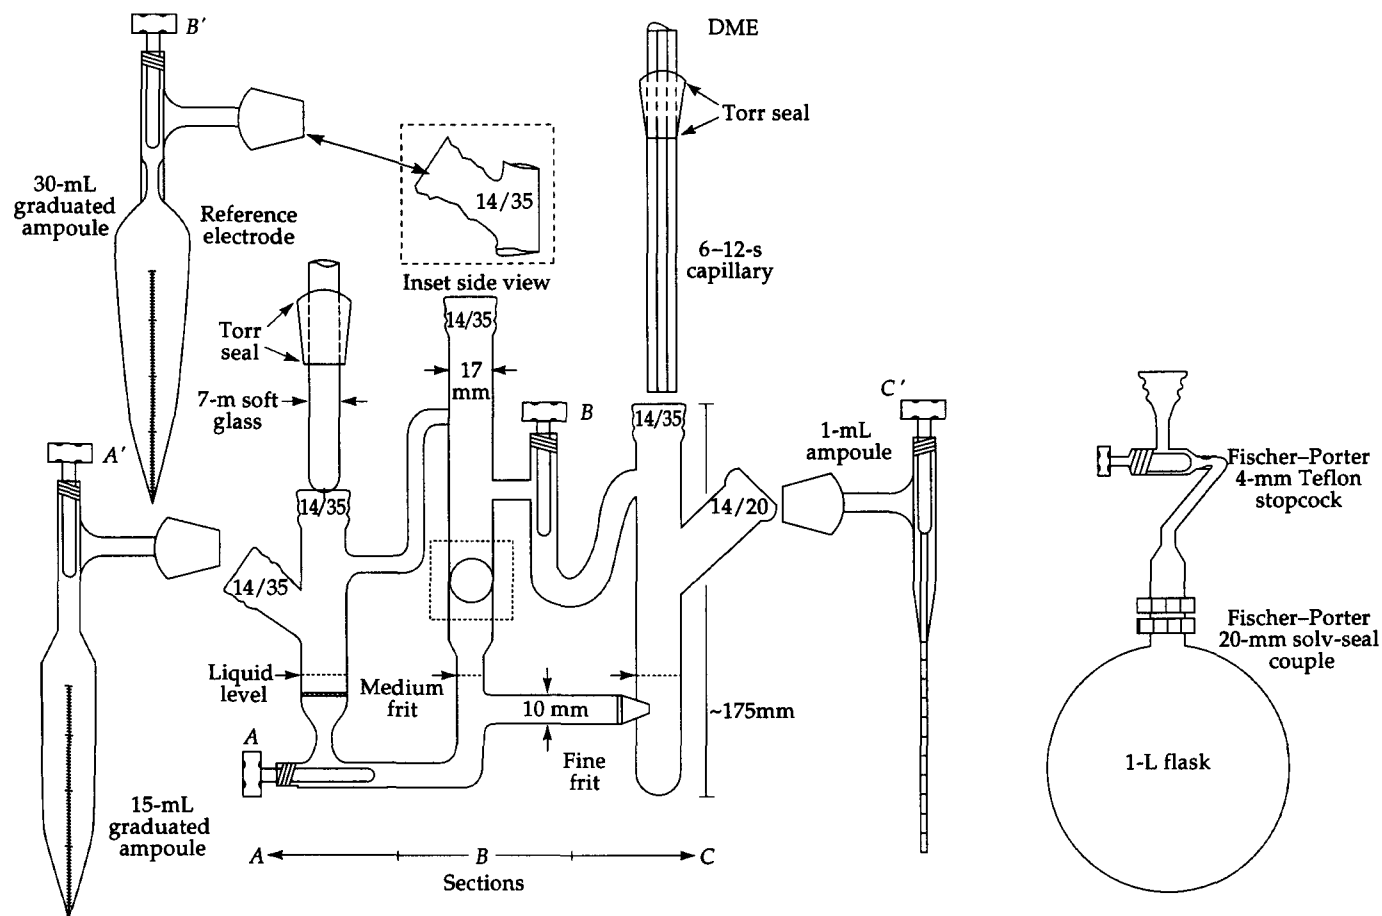 B′
DME
Torr seal
30-mL
graduated
ampoule
Reference
electrode
14/35
6–12-s
capillary
Inset side view
14/35
Torr
seal
17
mm
C′
7-m soft
glass
B
14/35
1-mL
ampoule
A′
Fischer–Porter
4-mm Teflon
stopcock
14/35
14/20
14/35
Fischer–Porter
20-mm solv-seal
couple
Liquid
level
Medium
frit
10 mm
~175mm
A
Fine
frit
1-L flask
15-mL
graduated
ampoule
A B C
Sections